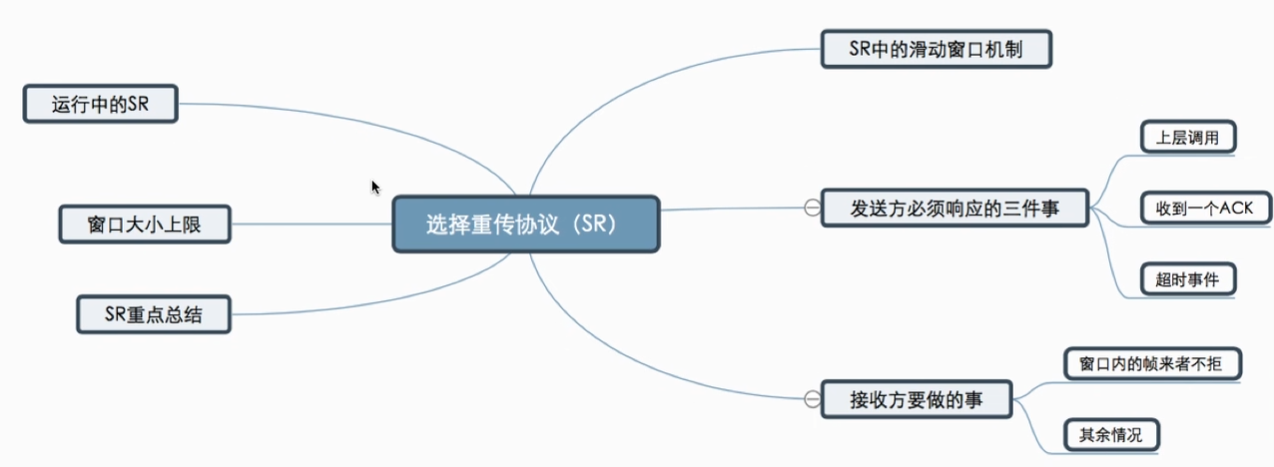 选择重传协议（SR）
SR中的滑动窗口机制
发送方必须响应的三件事
上层调用
收到一个ACK
超时事件
接收方要做的事
窗口内的帧来者不拒
其余情况
运行中的SR
窗口大小上限
SR重点总结